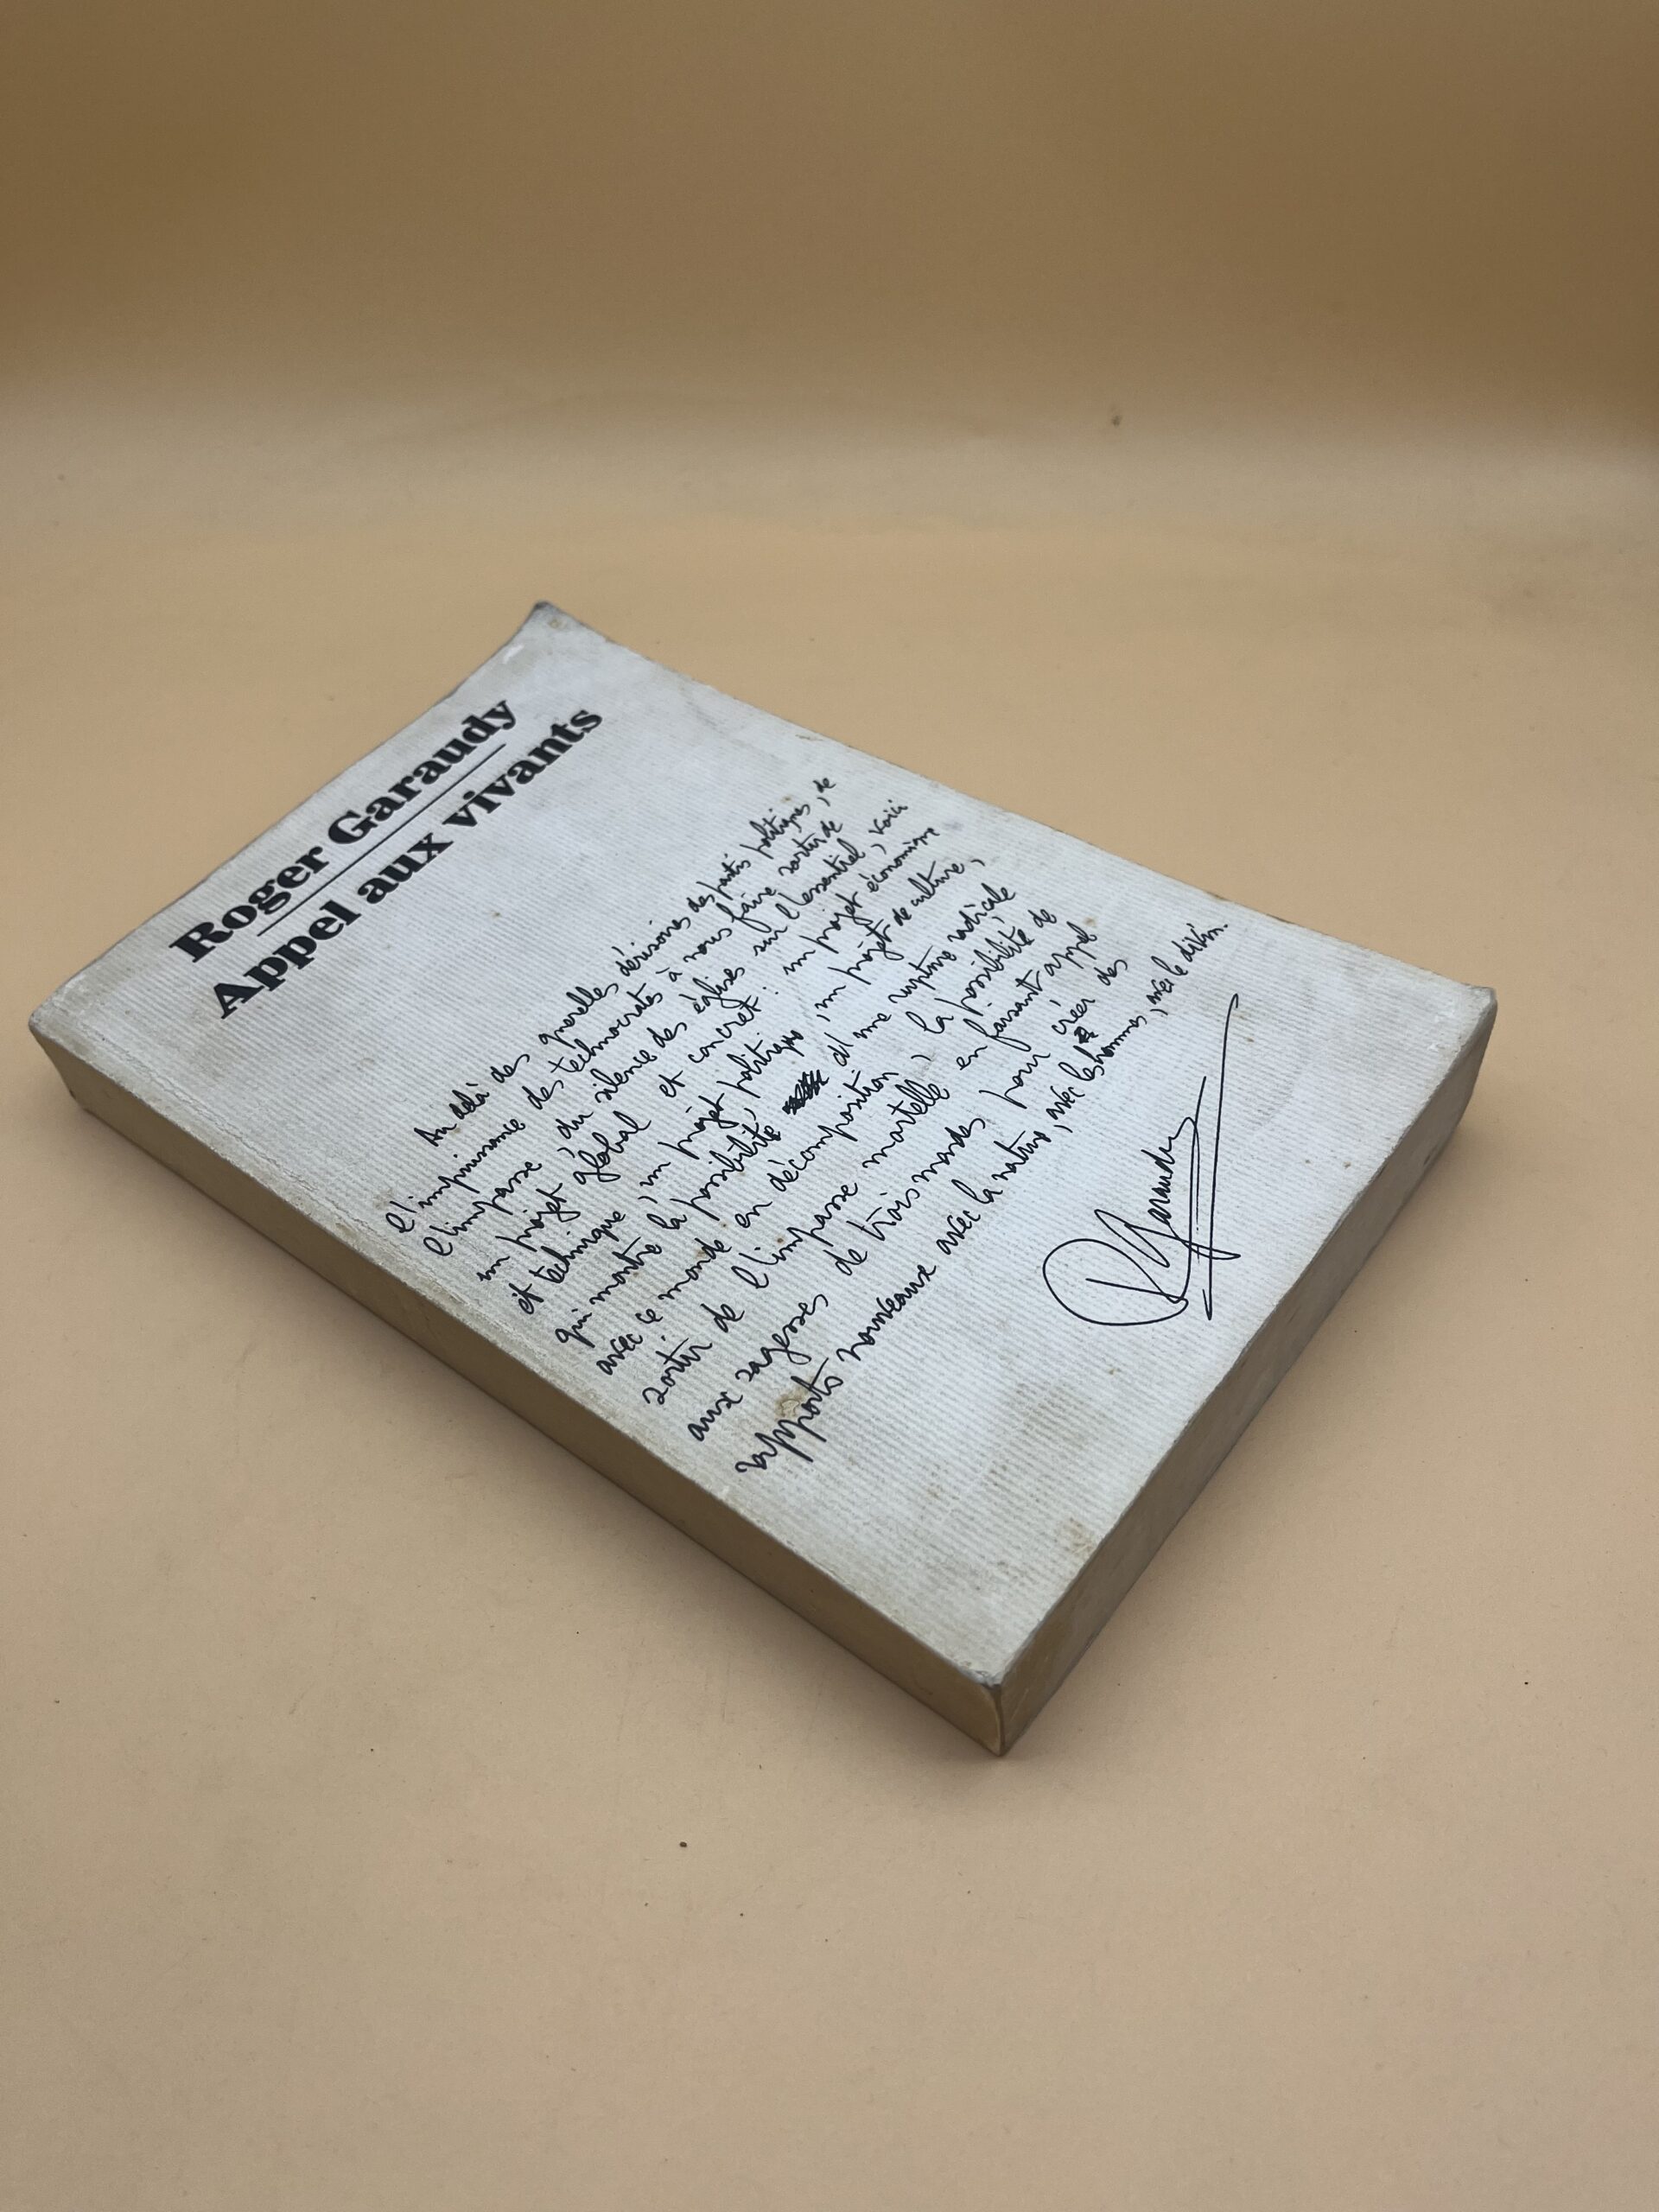 Roger Garaudy
Appel aux vivants
Au delà des querelles dérisoires des partis politiques, de
l'impuissance des technocrates à nous faire sortir de
l'impasse, du silence des églises sur l'essentiel, voici
un projet global et concret : un projet économique
et technique, un projet politique, un projet de culture,
qui montre la possibilité, d'une rupture radicale
avec ce monde en décomposition, la possibilité de
sortir de l'impasse mortelle en faisant appel
aux sagesses de trois mondes pour créer des
rapports nouveaux avec la nature, avec les hommes, avec le divin.
RGaraudy